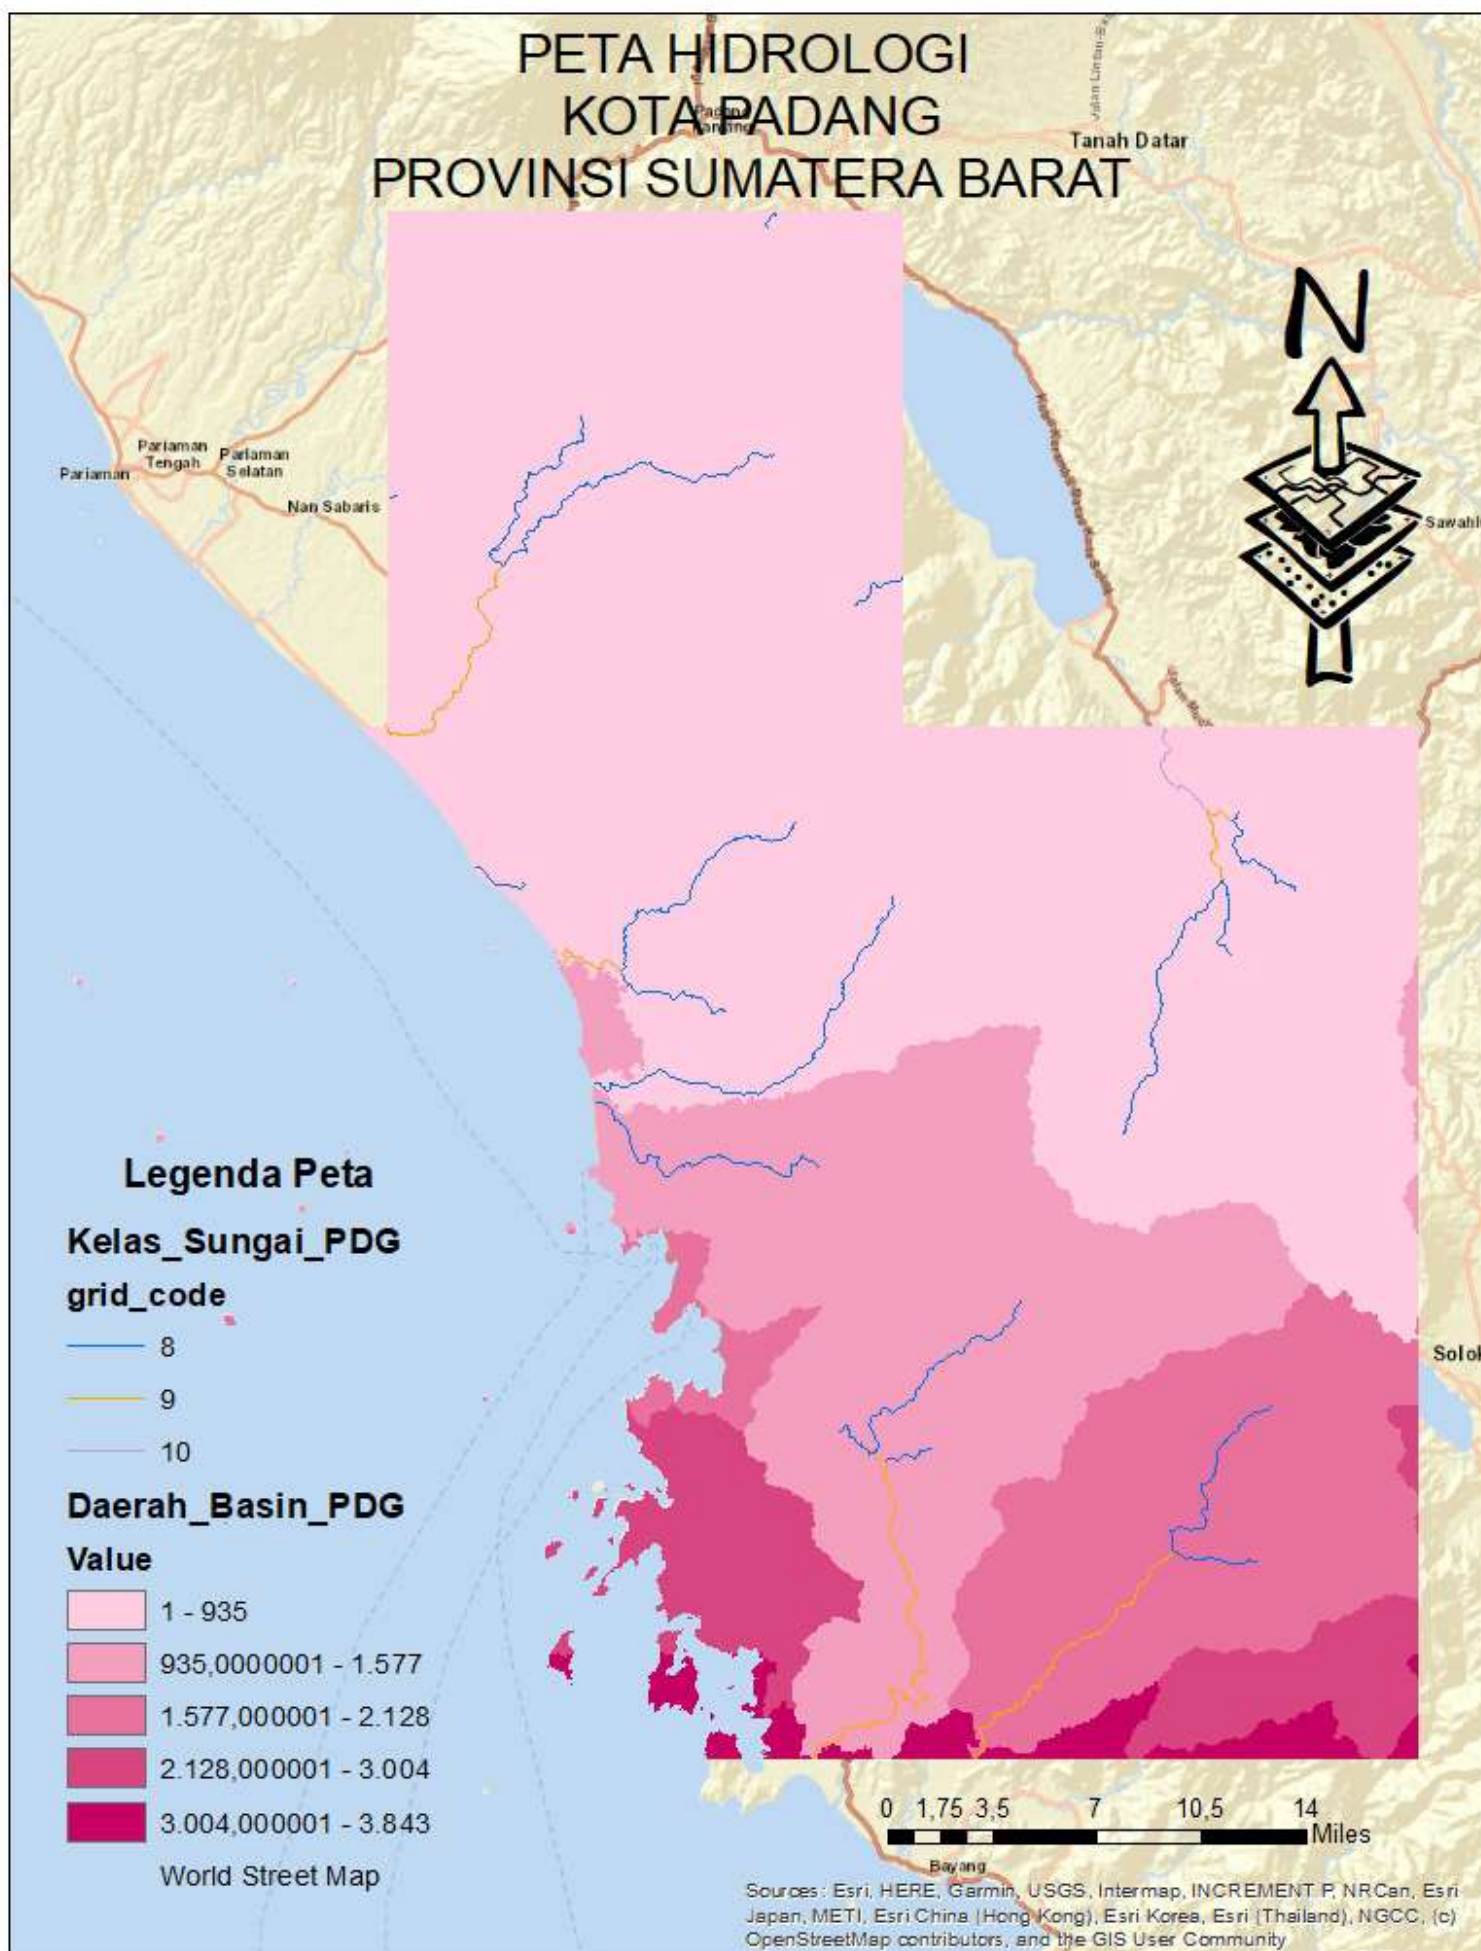 PETA HIDROLOGI
KOTA PADANG
PROVINSI SUMATERA BARAT
Tanah Datar
N
Pariaman
Pariaman
Tengah
Pariaman
Selatan
Nan Sabaris
Legenda Peta
Kelas_Sungai_PDG
grid_code
8
9
10
Daerah_Basin_PDG
Value
1 - 935
935,0000001 - 1.577
1.577,000001 - 2.128
2.128,000001 - 3.004
3.004,000001 - 3.843
World Street Map
Sawahl
Solok
0 1,75 3,5 7 10,5 14
Miles
Bayang
Sources: Esri, HERE, Garmin, USGS, Intermap, INCREMENT P, NRCan, Esri
Japan, METI, Esri China (Hong Kong), Esri Korea, Esri (Thailand), NGCC, (c)
OpenStreetMap contributors, and the GIS User Community